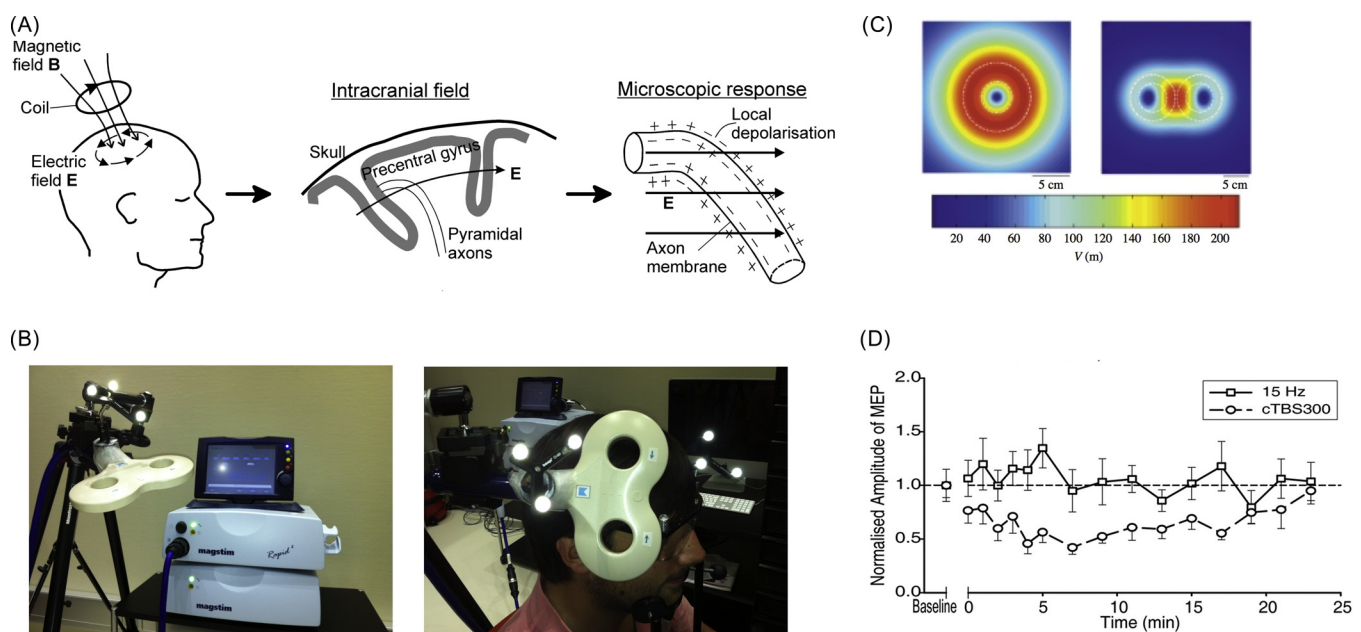 (A)
Magnetic
field B
Coil
Electric
field E
Intracranial field
Skull
Precentral gyrus
E
Pyramidal
axons
Microscopic response
Local
depolarisation
E
Axon
membrane
(C)
5 cm
5 cm
20 40 60 80 100 120 140 160 180 200
V (m)
(B)
magstim
Rapid²
magstim
(D)
Normalised Amplitude of MEP
2.0
1.5
1.0
0.5
0.0
15 Hz
cTBS300
Baseline
0 5 10 15 20 25
Time (min)